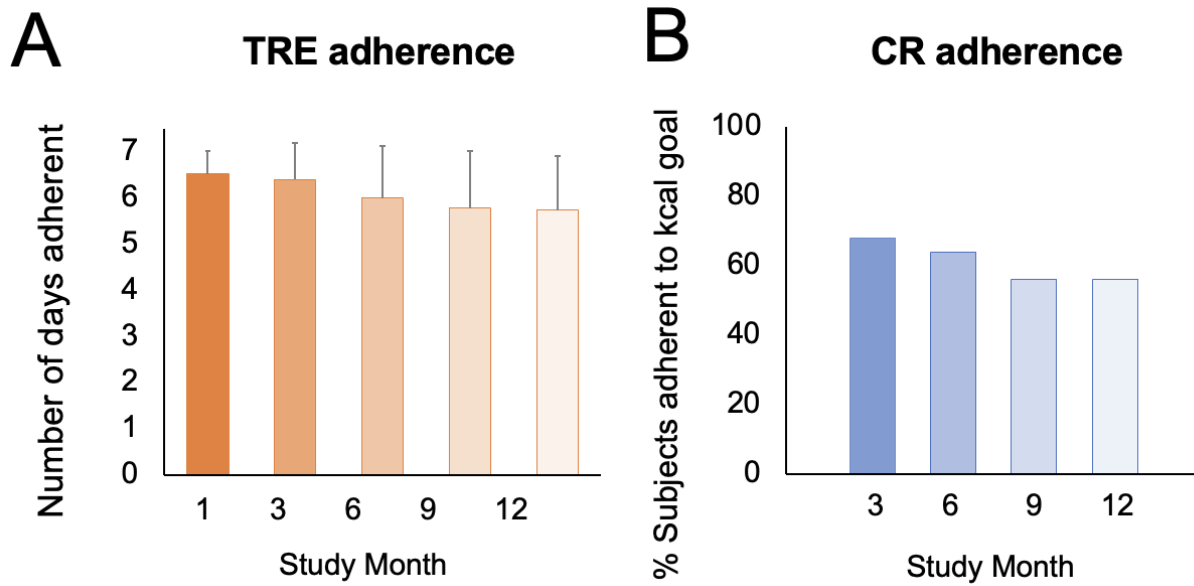 A
TRE adherence
Number of days adherent
7
6
5
4
3
2
1
0
1 3 6 9 12
Study Month
B
CR adherence
% Subjects adherent to kcal goal
100
80
60
40
20
0
3 6 9 12
Study Month